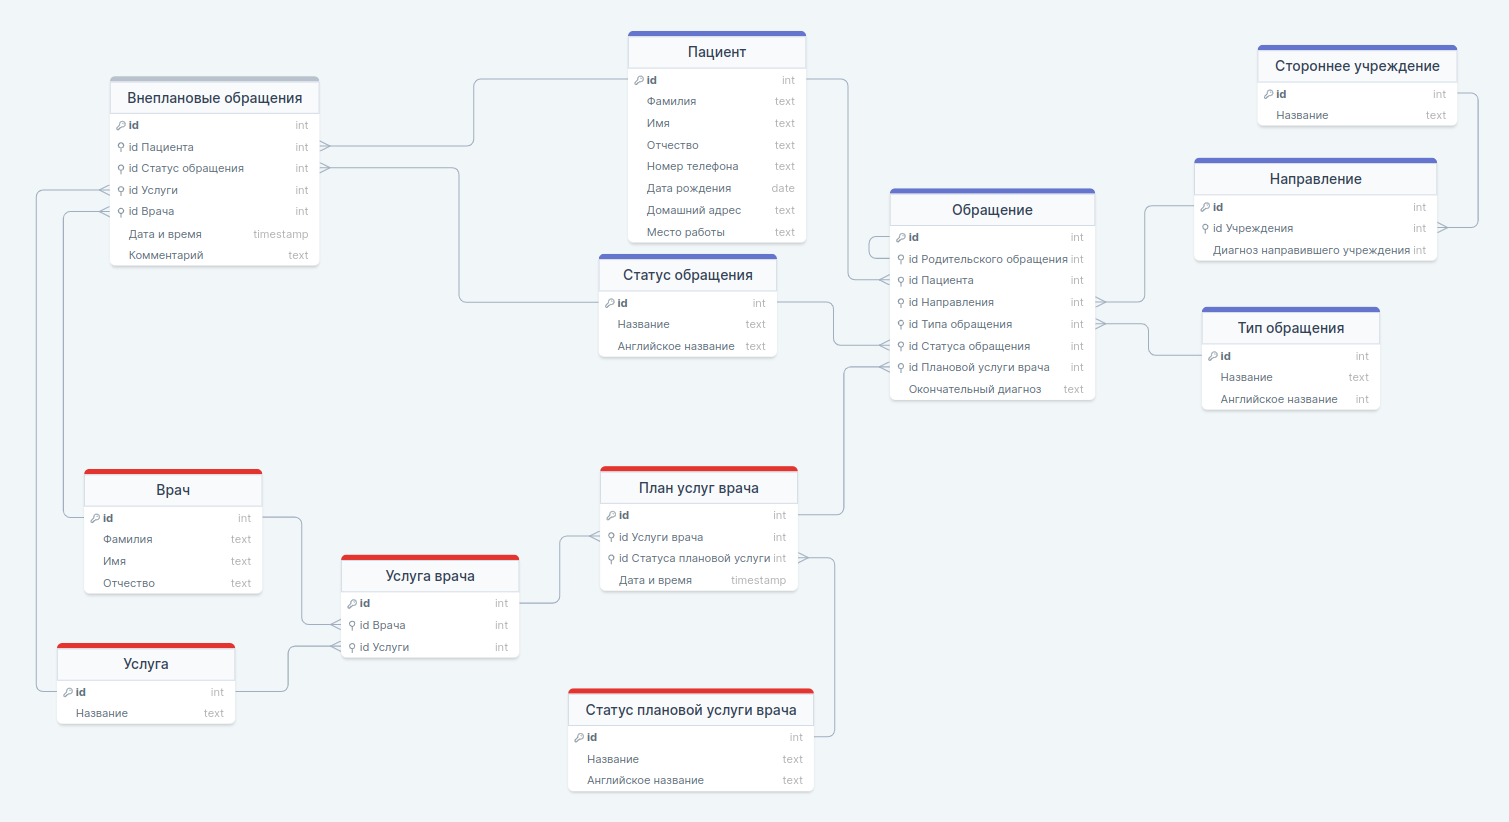 Внеплановые обращения
id int
id Пациента int
id Статус обращения int
id Услуги int
id Врача int
Дата и время timestamp
Комментарий text
Пациент
id int
Фамилия text
Имя text
Отчество text
Номер телефона text
Дата рождения date
Домашний адрес text
Место работы text
Статус обращения
id int
Название text
Английское название text
Обращение
id int
id Родительского обращения int
id Пациента int
id Направления int
id Типа обращения int
id Статуса обращения int
id Плановой услуги врача int
Окончательный диагноз text
Стороннее учреждение
id int
Название text
Направление
id int
id Учреждения int
Диагноз направившего учреждения int
Тип обращения
id int
Название text
Английское название int
Врач
id int
Фамилия text
Имя text
Отчество text
Услуга
id int
Название text
Услуга врача
id int
id Врача int
id Услуги int
План услуг врача
id int
id Услуги врача int
id Статуса плановой услуги int
Дата и время timestamp
Статус плановой услуги врача
id int
Название text
Английское название text